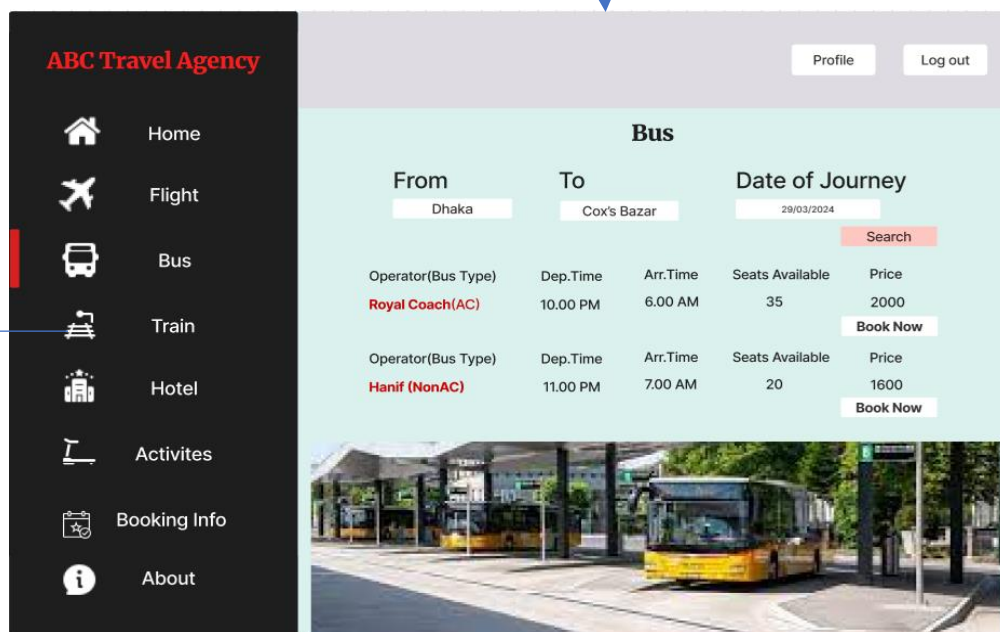 ABC Travel Agency
Profile
Log out
Home
Flight
Bus
Train
Hotel
Activites
Booking Info
About
Bus
From To Date of Journey
Dhaka Cox's Bazar 29/03/2024
Search
Operator(Bus Type) Dep.Time Arr.Time Seats Available Price
Royal Coach(AC) 10.00 PM 6.00 AM 35 2000
Book Now
Operator(Bus Type) Dep.Time Arr.Time Seats Available Price
Hanif (NonAC) 11.00 PM 7.00 AM 20 1600
Book Now